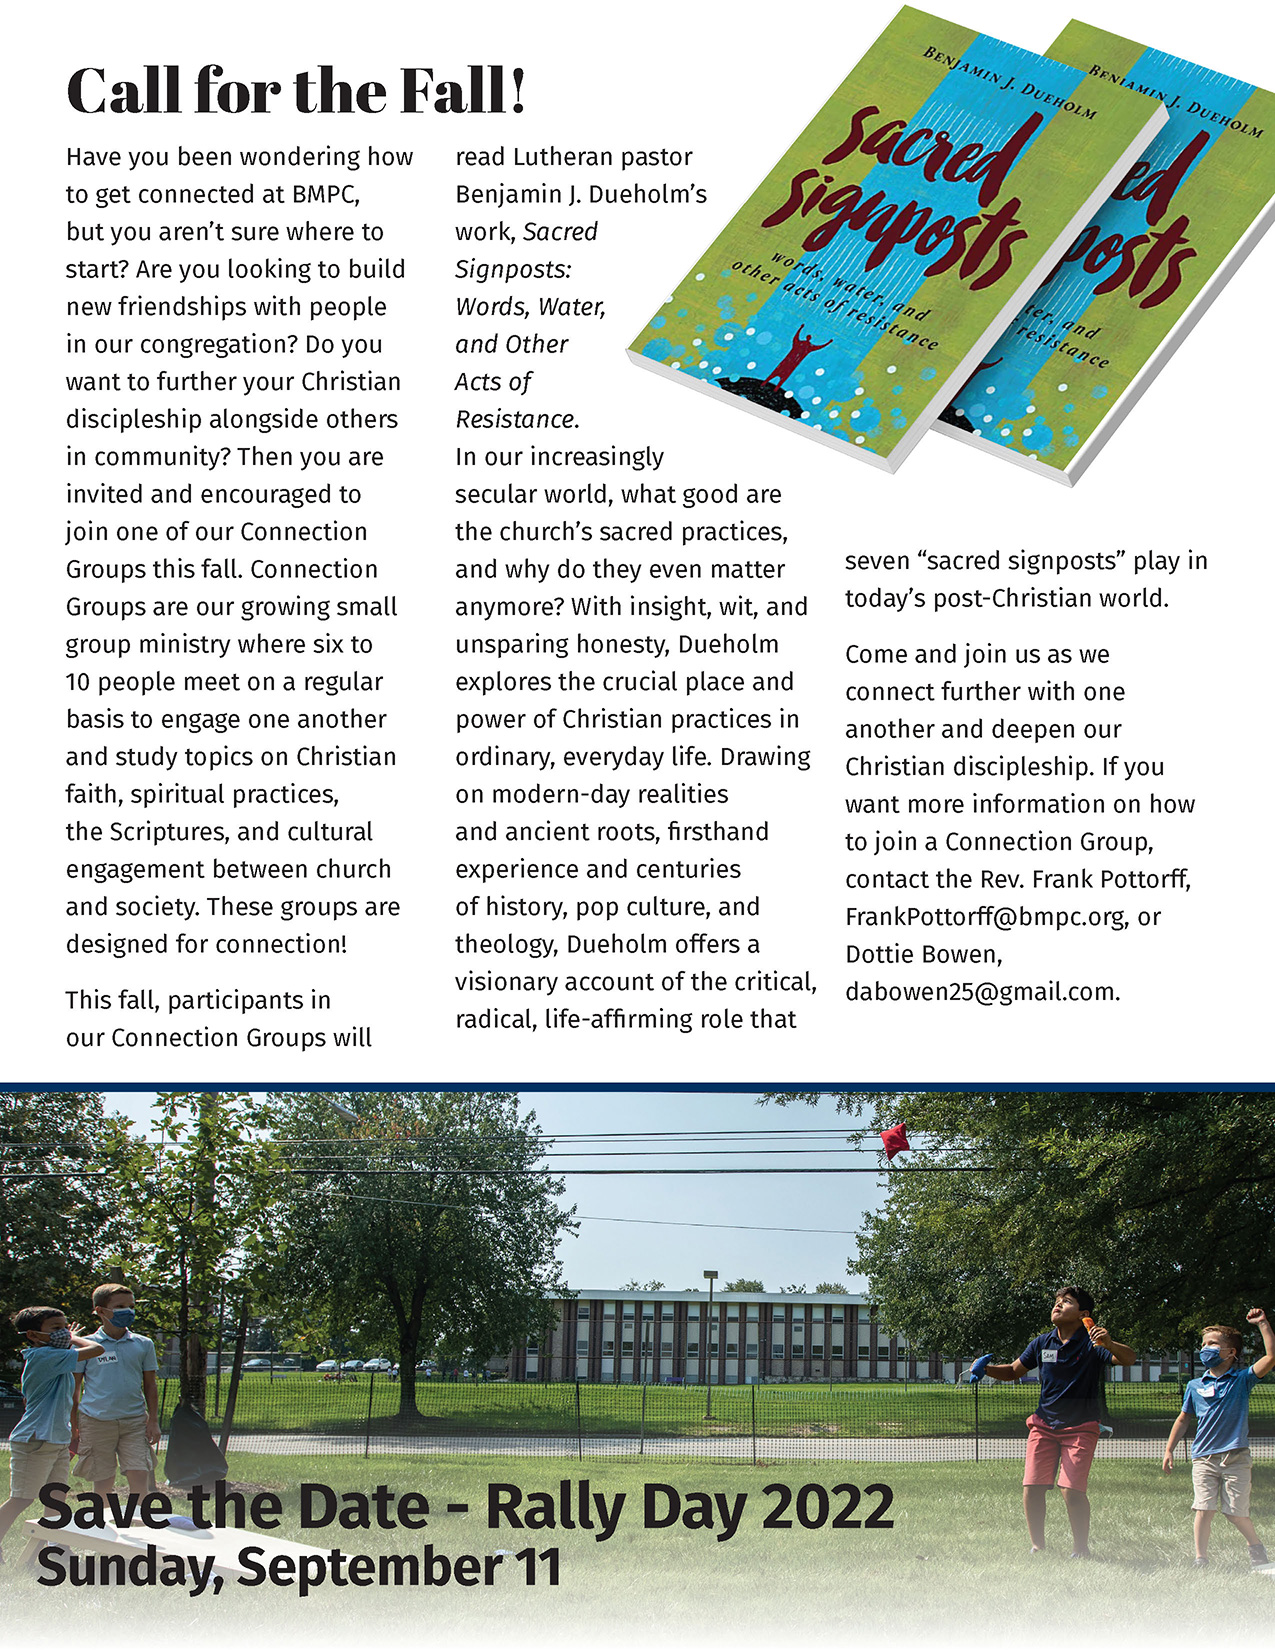 Call for the Fall!
Have you been wondering how
to get connected at BMPC,
but you aren’t sure where to
start? Are you looking to build
new friendships with people
in our congregation? Do you
want to further your Christian
discipleship alongside others
in community? Then you are
invited and encouraged to
join one of our Connection
Groups this fall. Connection
Groups are our growing small
group ministry where six to
10 people meet on a regular
basis to engage one another
and study topics on Christian
faith, spiritual practices,
the Scriptures, and cultural
engagement between church
and society. These groups are
designed for connection!
This fall, participants in
our Connection Groups will
read Lutheran pastor
Benjamin J. Dueholm’s
work, Sacred
Signposts:
Words, Water,
and Other
Acts of
Resistance.
In our increasingly
secular world, what good are
the church’s sacred practices,
and why do they even matter
anymore? With insight, wit, and
unsparing honesty, Dueholm
explores the crucial place and
power of Christian practices in
ordinary, everyday life. Drawing
on modern-day realities
and ancient roots, firsthand
experience and centuries
of history, pop culture, and
theology, Dueholm offers a
visionary account of the critical,
radical, life-affirming role that
seven “sacred signposts” play in
today’s post-Christian world.
Come and join us as we
connect further with one
another and deepen our
Christian discipleship. If you
want more information on how
to join a Connection Group,
contact the Rev. Frank Pottorff,
FrankPottorff@bmpc.org, or
Dottie Bowen,
dabowen25@gmail.com.
Benjamin J. Dueholm
sacred
signposts
words, water, and
other acts of resistance
Benjamin J. Dueholm
ed
posts
ter, and
resistance
DYLAN
SAM
Save the Date - Rally Day 2022
Sunday, September 11